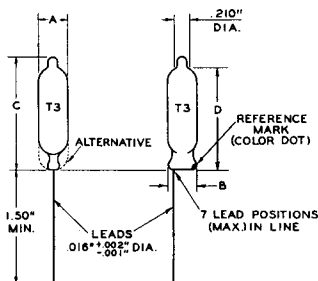 A
.210"
DIA.
C
T3
T3
D
ALTERNATIVE
REFERENCE
MARK
(COLOR DOT)
B
1.50"
MIN.
LEADS
.016" +.002" -.001" DIA.
7 LEAD POSITIONS
(MAX.) IN LINE